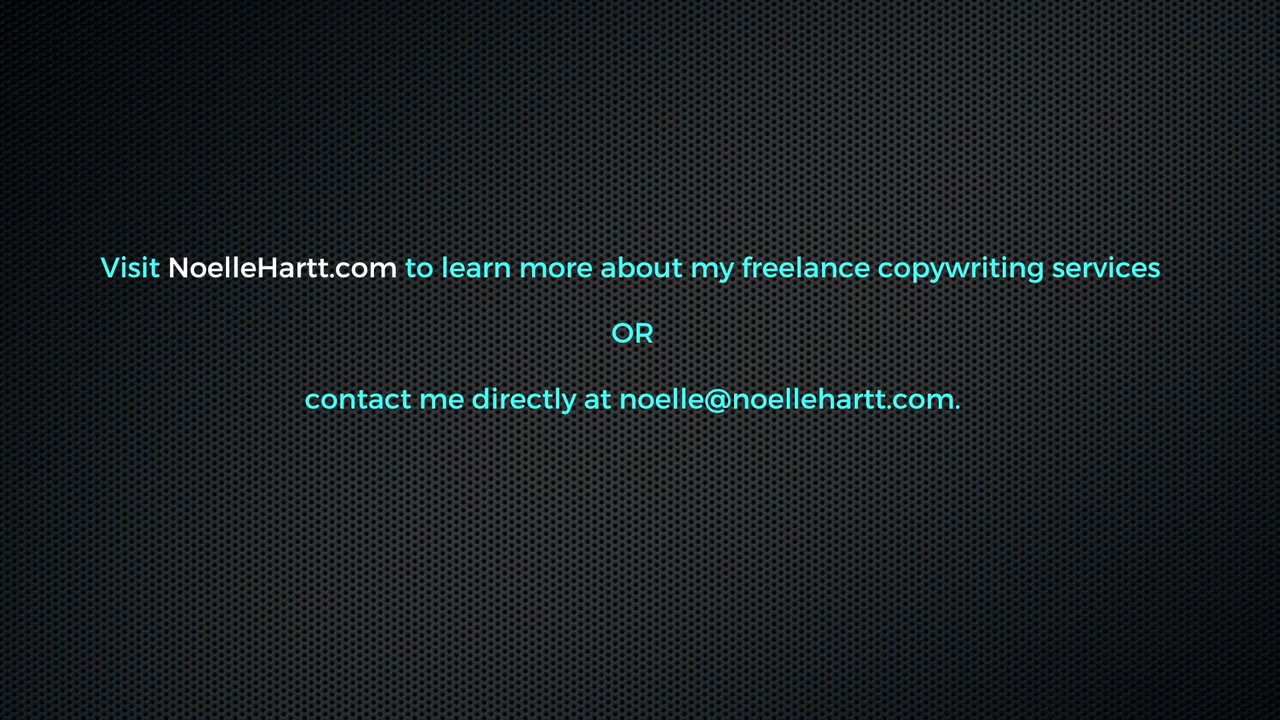 Visit NoelleHartt.com to learn more about my freelance copywriting services
OR
contact me directly at noelle@noellehartt.com.